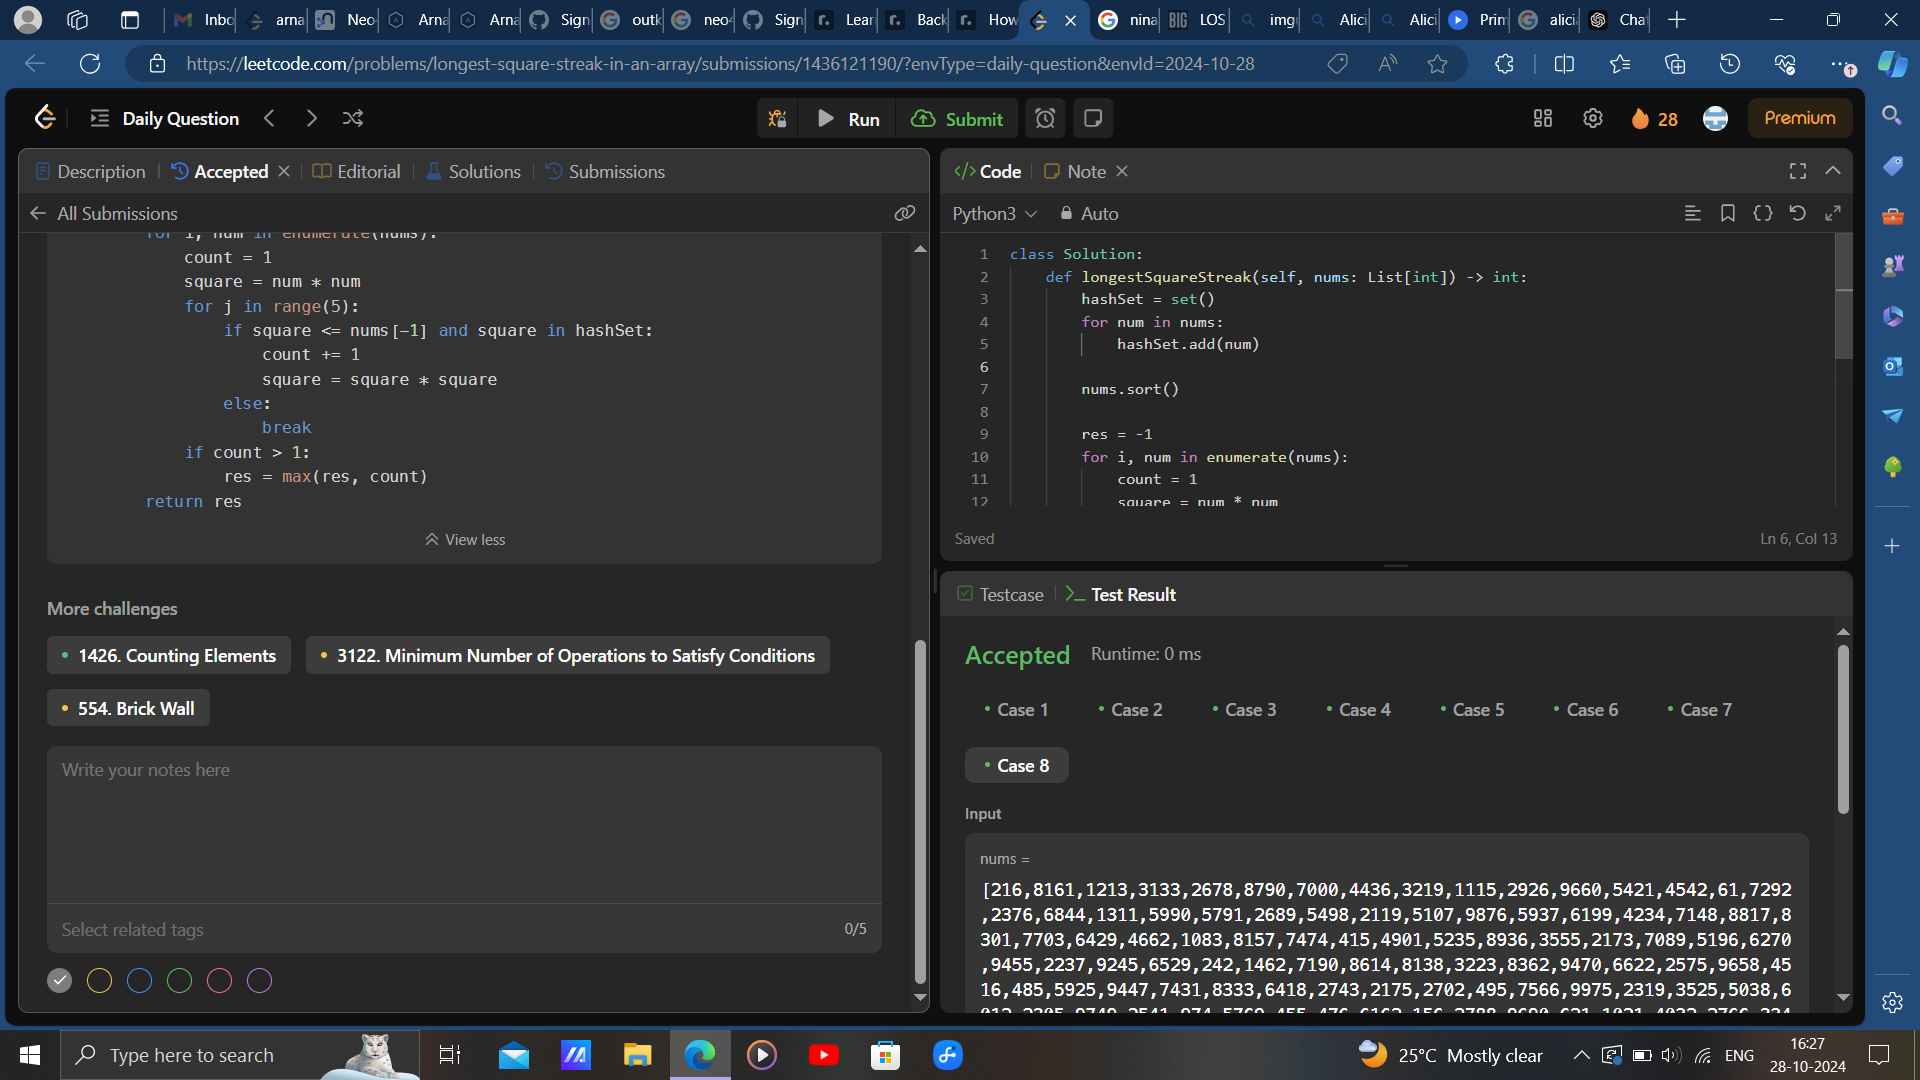 Inbo
arna
Neo
Arna
Arna
Sign
outk
neo4
Sign
Lear
Back
How
nina
BIG LOS
img
Alici
Alici
Prim
alici
Cha
https://leetcode.com/problems/longest-square-streak-in-an-array/submissions/1436121190/?envType=daily-question&envId=2024-10-28
Daily Question
Run
Submit
28
Premium
Description
Accepted
Editorial
Solutions
Submissions
All Submissions
for i, num in enumerate(nums):
count = 1
square = num * num
for j in range(5):
if square <= nums[-1] and square in hashSet:
count += 1
square = square * square
else:
break
if count > 1:
res = max(res, count)
return res
View less
More challenges
1426. Counting Elements
3122. Minimum Number of Operations to Satisfy Conditions
554. Brick Wall
Write your notes here
Select related tags
0/5
Code
Note
Python3
Auto
1 class Solution:
2 def longestSquareStreak(self, nums: List[int]) -> int:
3 hashSet = set()
4 for num in nums:
5 hashSet.add(num)
6
7 nums.sort()
8
9 res = -1
10 for i, num in enumerate(nums):
11 count = 1
12 square = num * num
Saved
Ln 6, Col 13
Testcase
Test Result
Accepted
Runtime: 0 ms
Case 1
Case 2
Case 3
Case 4
Case 5
Case 6
Case 7
Case 8
Input
nums =
[216,8161,1213,3133,2678,8790,7000,4436,3219,1115,2926,9660,5421,4542,61,7292
,2376,6844,1311,5990,5791,2689,5498,2119,5107,9876,5937,6199,4234,7148,8817,8
301,7703,6429,4662,1083,8157,7474,415,4901,5235,8936,3555,2173,7089,5196,6270
,9455,2237,9245,6529,242,1462,7190,8614,8138,3223,8362,9470,6622,2575,9658,45
16,485,5925,9447,7431,8333,6418,2743,2175,2702,495,7566,9975,2319,3525,5038,6
Type here to search
25°C Mostly clear
ENG
16:27
28-10-2024